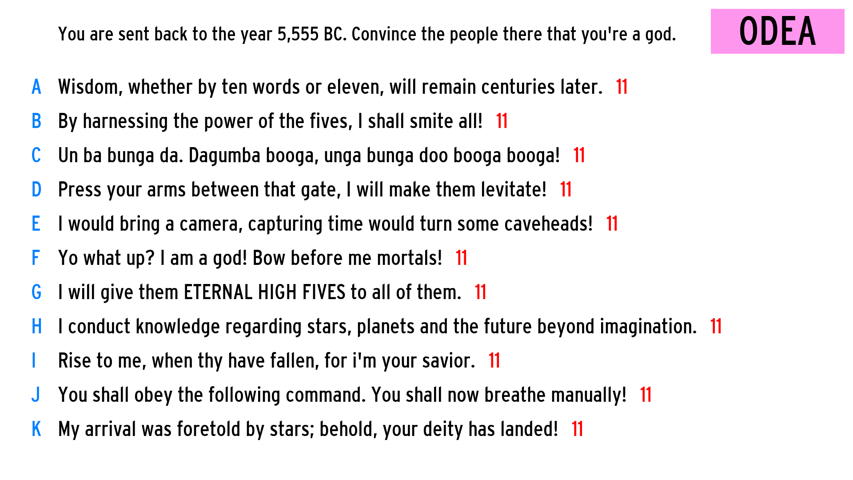 You are sent back to the year 5,555 BC. Convince the people there that you're a god.
ODEA
A Wisdom, whether by ten words or eleven, will remain centuries later. 11
B By harnessing the power of the fives, I shall smite all! 11
C Un ba bunga da. Dagumba booga, unga bunga doo booga booga! 11
D Press your arms between that gate, I will make them levitate! 11
E I would bring a camera, capturing time would turn some caveheads! 11
F Yo what up? I am a god! Bow before me mortals! 11
G I will give them ETERNAL HIGH FIVES to all of them. 11
H I conduct knowledge regarding stars, planets and the future beyond imagination. 11
I Rise to me, when thy have fallen, for i'm your savior. 11
J You shall obey the following command. You shall now breathe manually! 11
K My arrival was foretold by stars; behold, your deity has landed! 11